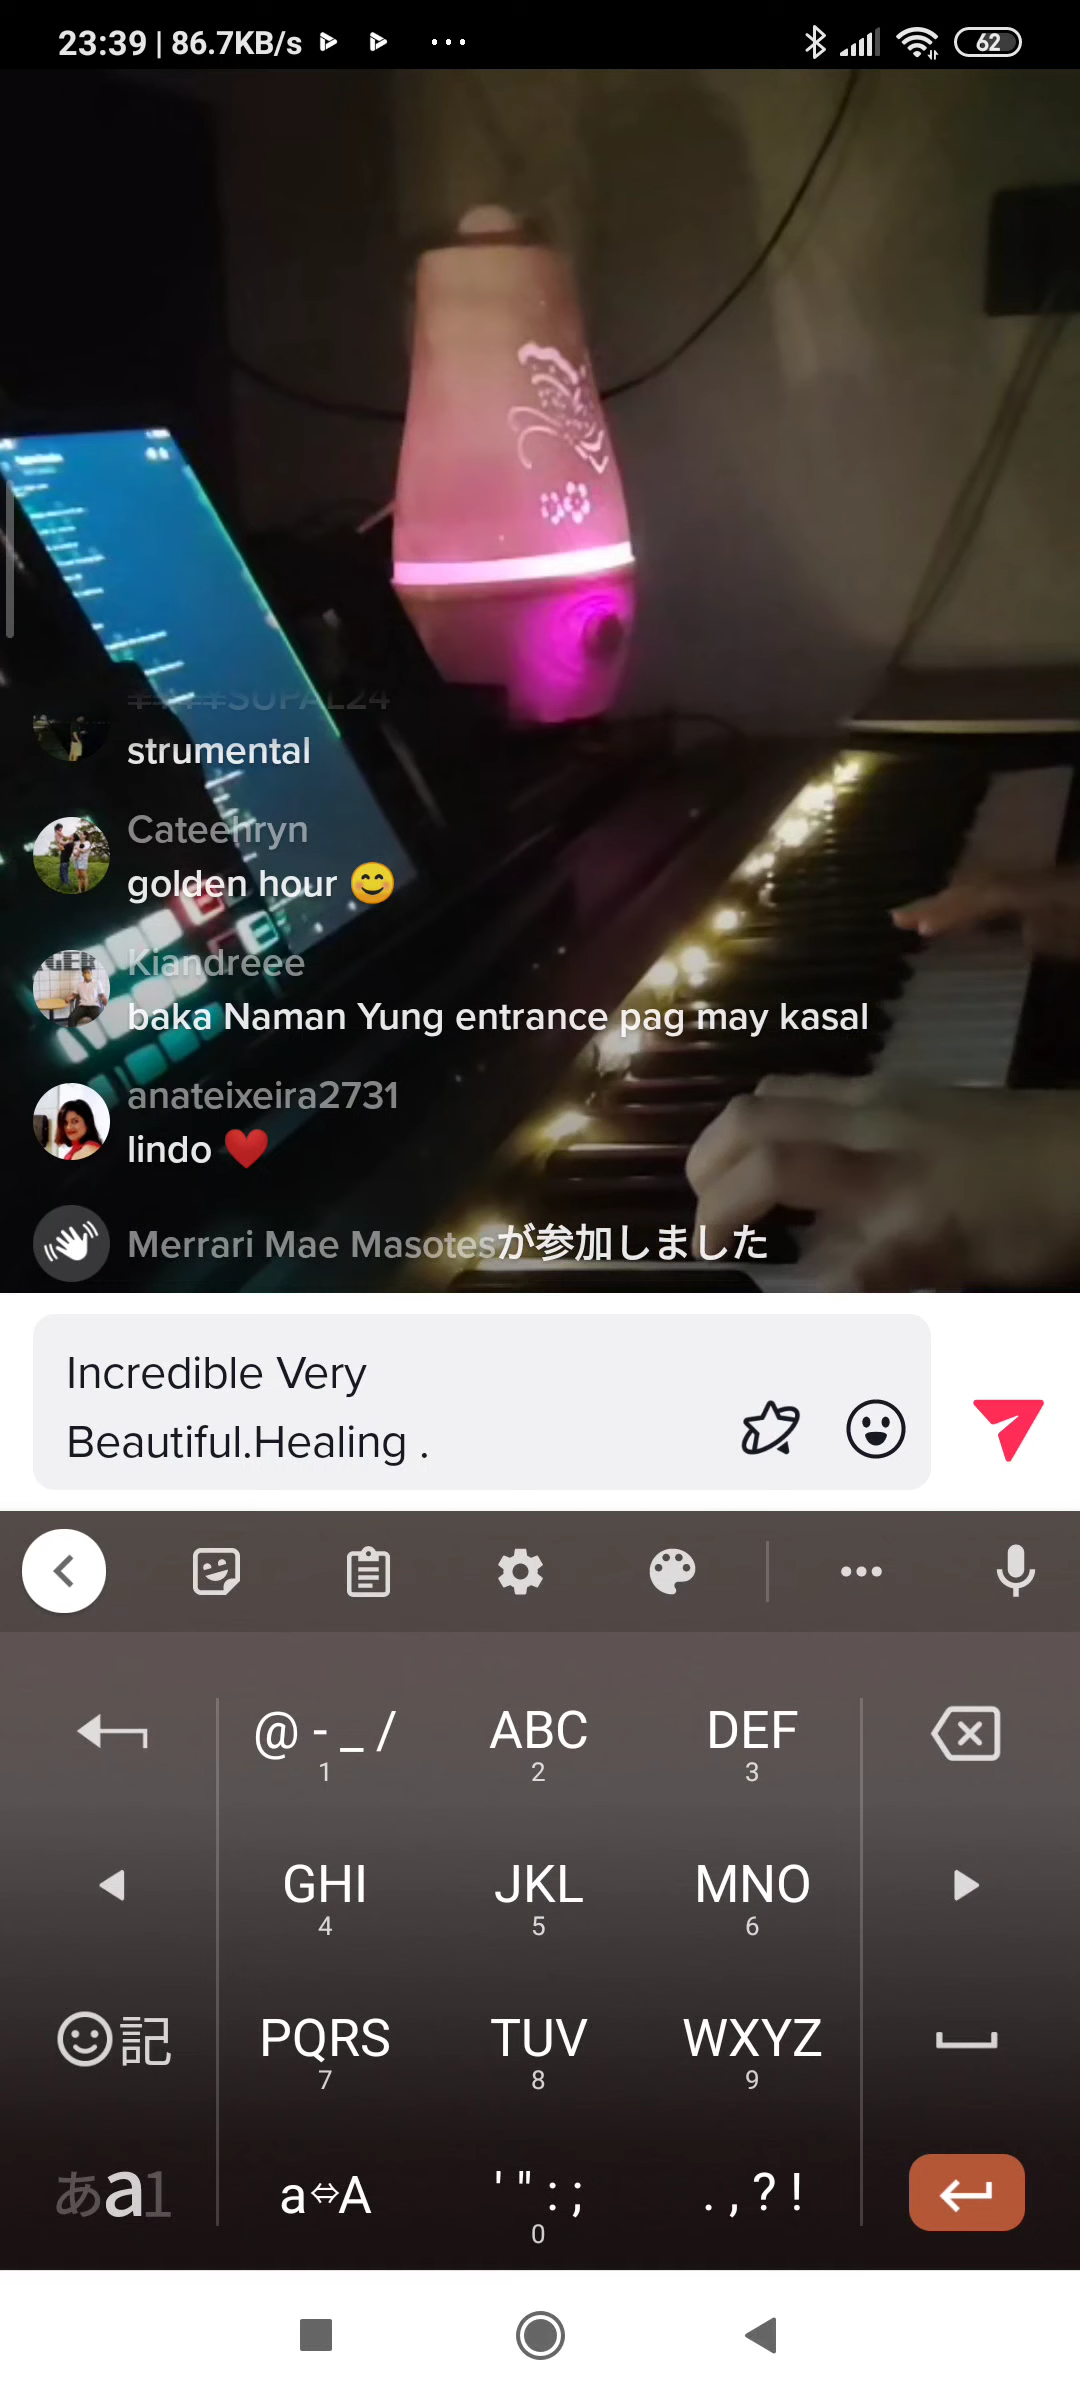 23:39 | 86.7KB/s
62
strumental
Cateehryn
golden hour 😊
Kiandreee
baka Naman Yung entrance pag may kasal
anateixeira2731
lindo ❤️
Merrari Mae Masotesが参加しました
Incredible Very
Beautiful.Healing .
@ - _ / ABC DEF
1 2 3
GHI JKL MNO
4 5 6
記 PQRS TUV WXYZ
7 8 9
あa1 a⇔A ' " : ; . , ? !
0